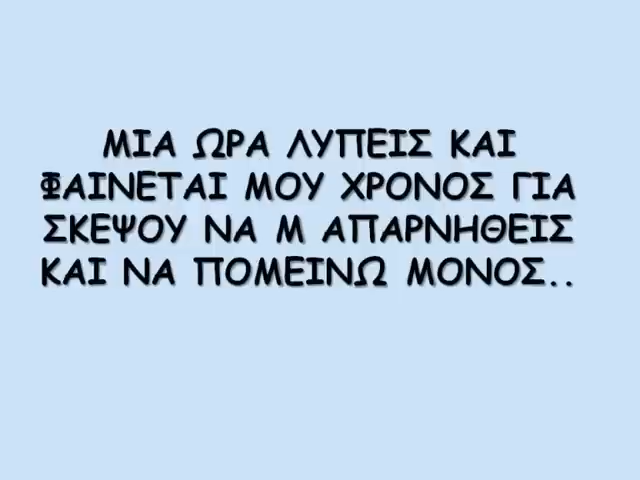 ΜΙΑ ΩΡΑ ΛΥΠΕΙΣ ΚΑΙ
ΦΑΙΝΕΤΑΙ ΜΟΥ ΧΡΟΝΟΣ ΓΙΑ
ΣΚΕΨΟΥ ΝΑ Μ ΑΠΑΡΝΗΘΕΙΣ
ΚΑΙ ΝΑ ΠΟΜΕΙΝΩ ΜΟΝΟΣ..